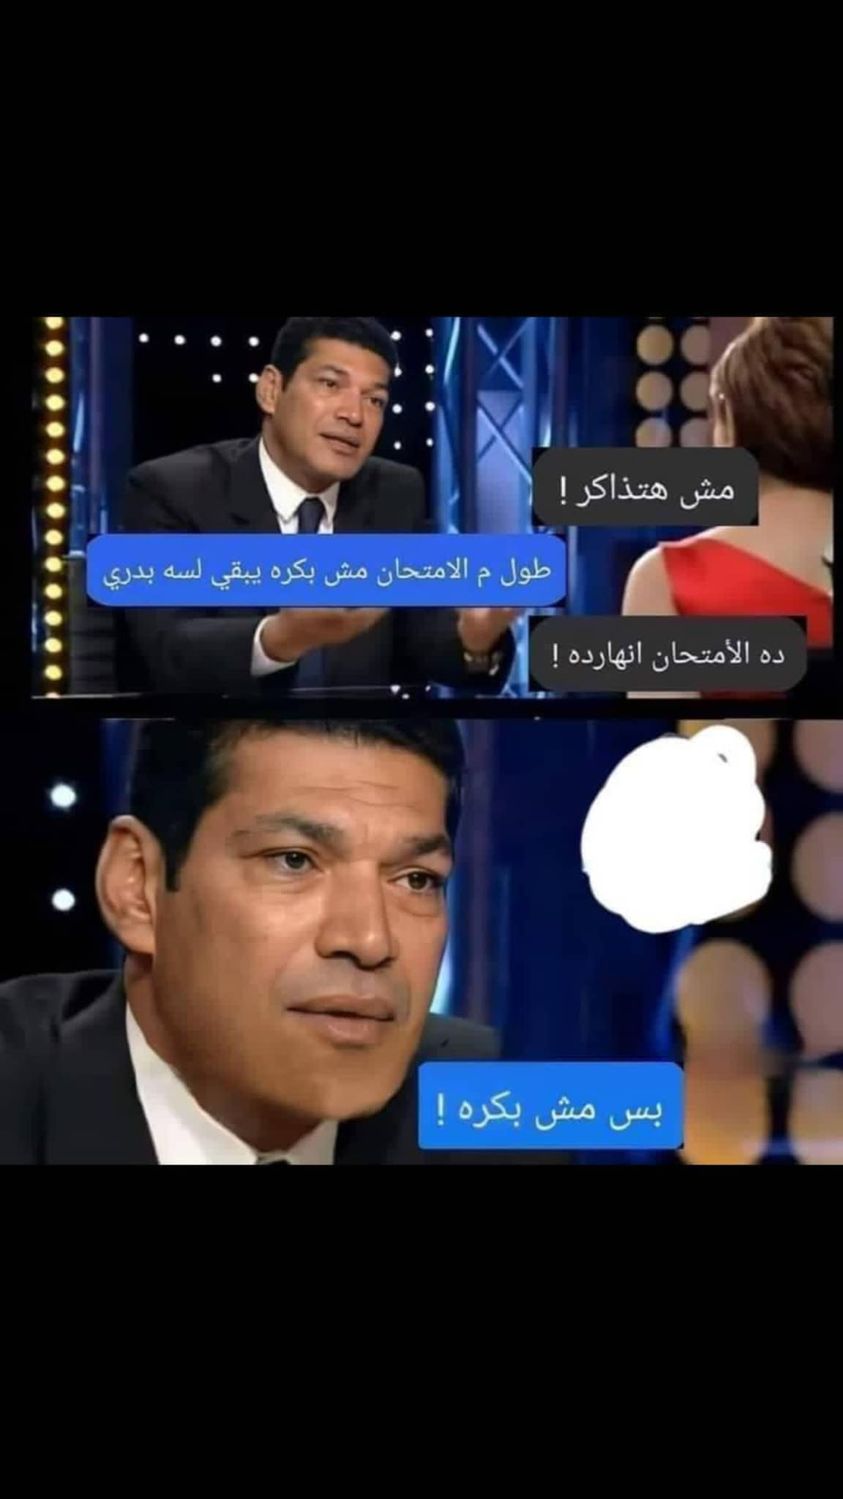 مش هتذاكر !
طول م الامتحان مش بكره يبقي لسه بدري
ده الأمتحان انهارده !
بس مش بكره !